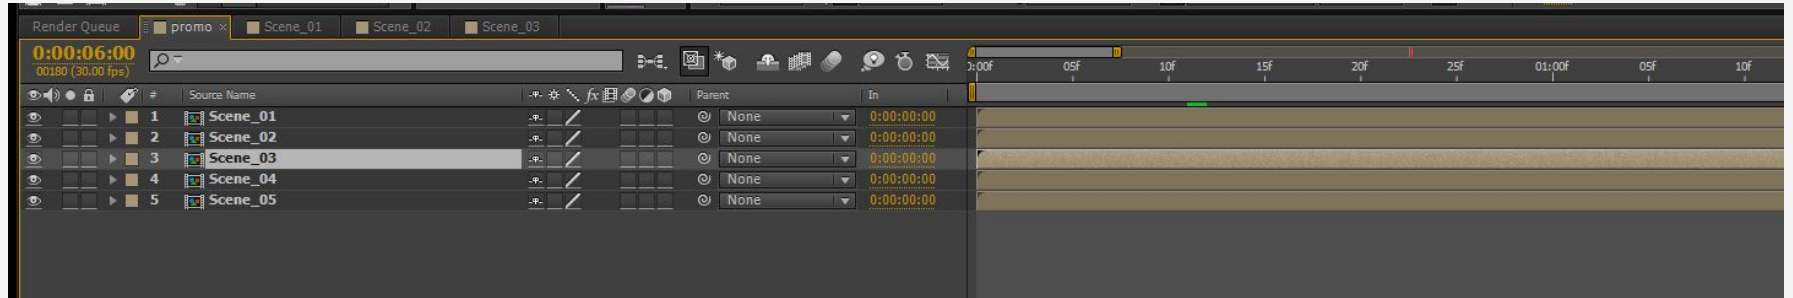 Render Queue promo × Scene_01 Scene_02 Scene_03
0:00:06:00
00180 (30.00 fps)
00f 05f 10f 15f 20f 25f 01:00f 05f 10f
# Source Name fx Parent In
1 Scene_01 None 0:00:00:00
2 Scene_02 None 0:00:00:00
3 Scene_03 None 0:00:00:00
4 Scene_04 None 0:00:00:00
5 Scene_05 None 0:00:00:00